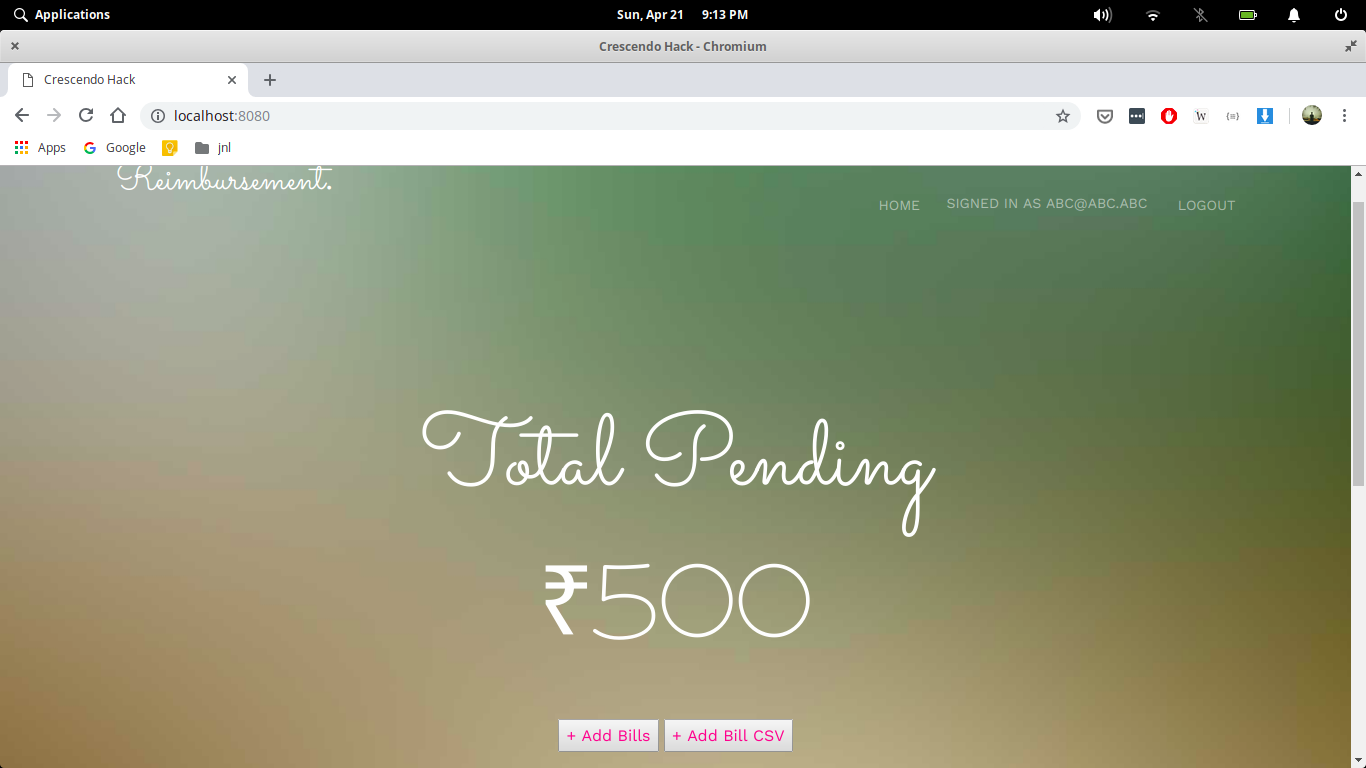 Applications
Sun, Apr 21 9:13 PM
Crescendo Hack - Chromium
Crescendo Hack
localhost:8080
W
Apps Google jnl
Reimbursement.
HOME SIGNED IN AS ABC@ABC.ABC LOGOUT
Total Pending
₹500
+ Add Bills + Add Bill CSV